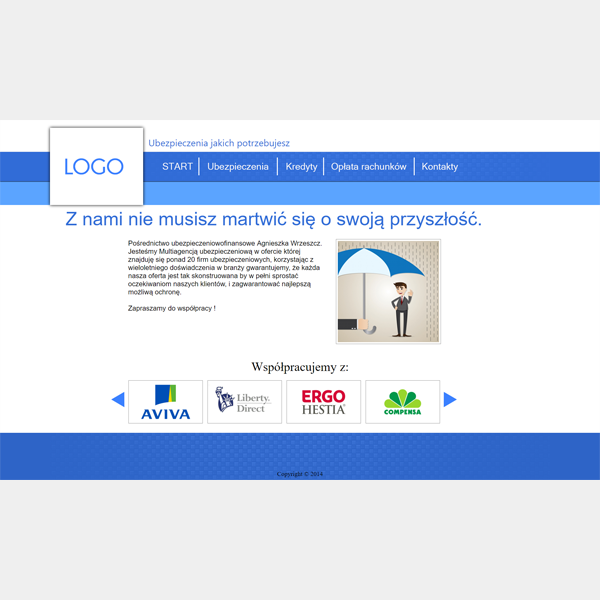 Ubezpieczenia jakich potrzebujesz
LOGO
START Ubezpieczenia Kredyty Opłata rachunków Kontakty
Z nami nie musisz martwić się o swoją przyszłość.
Pośrednictwo ubezpieczeniowofinansowe Agnieszka Wrzeszcz.
Jesteśmy Multiagencją ubezpieczeniową w ofercie której
znajduję się ponad 20 firm ubezpieczeniowych, korzystając z
wieloletniego doświadczenia w branży gwarantujemy, że każda
nasza oferta jest tak skonstruowana by w pełni sprostać
oczekiwaniom naszych klientów, i zagwarantować najlepszą
możliwą ochronę.
Zapraszamy do współpracy !
Współpracujemy z:
AVIVA
Liberty
Direct
ERGO
HESTIA
COMPENSA
Copyright © 2014